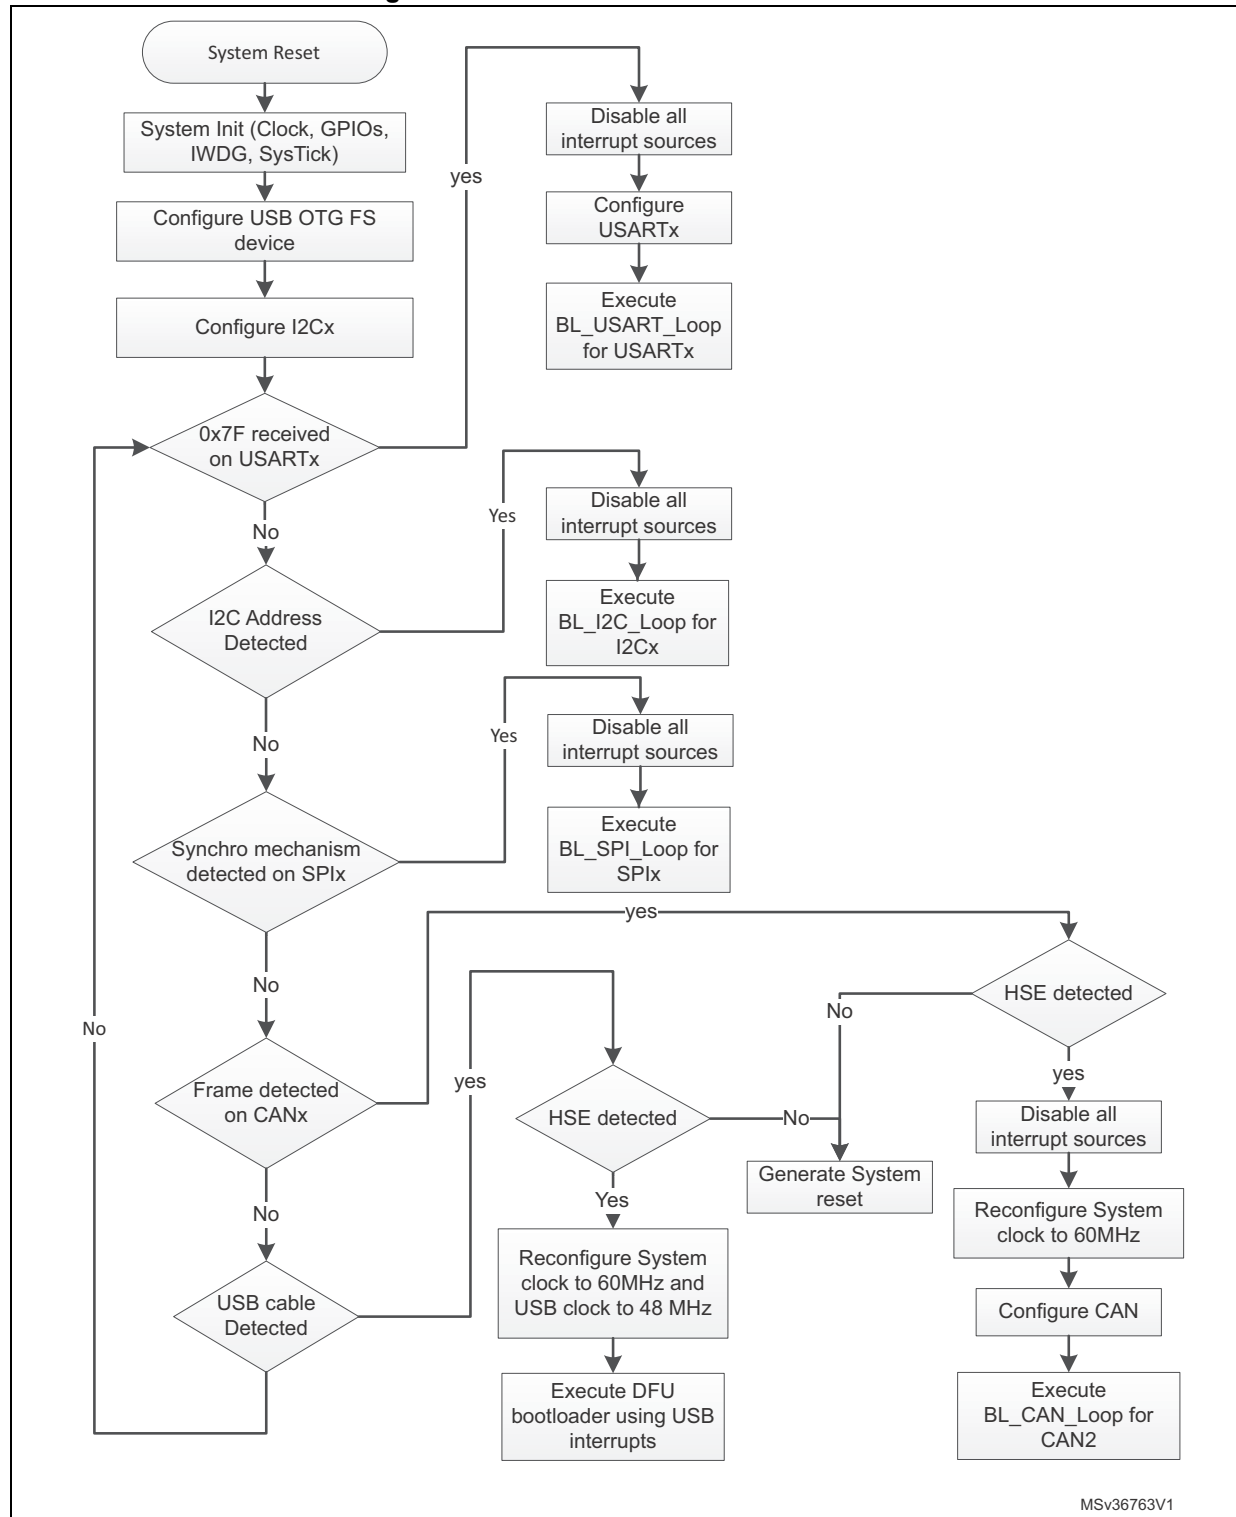 System Reset
System Init (Clock, GPIOs,
IWDG, SysTick)
Configure USB OTG FS
device
Configure I2Cx
0x7F received
on USARTx
yes
Disable all
interrupt sources
Configure
USARTx
Execute
BL_USART_Loop
for USARTx
No
I2C Address
Detected
Yes
Disable all
interrupt sources
Execute
BL_I2C_Loop for
I2Cx
No
Synchro mechanism
detected on SPIx
Yes
Disable all
interrupt sources
Execute
BL_SPI_Loop for
SPIx
No
Frame detected
on CANx
yes
HSE detected
No
yes
Disable all
interrupt sources
Reconfigure System
clock to 60MHz
Configure CAN
Execute
BL_CAN_Loop for
CAN2
No
USB cable
Detected
yes
HSE detected
No
Generate System
reset
Yes
Reconfigure System
clock to 60MHz and
USB clock to 48 MHz
Execute DFU
bootloader using USB
interrupts
No
MSv36763V1